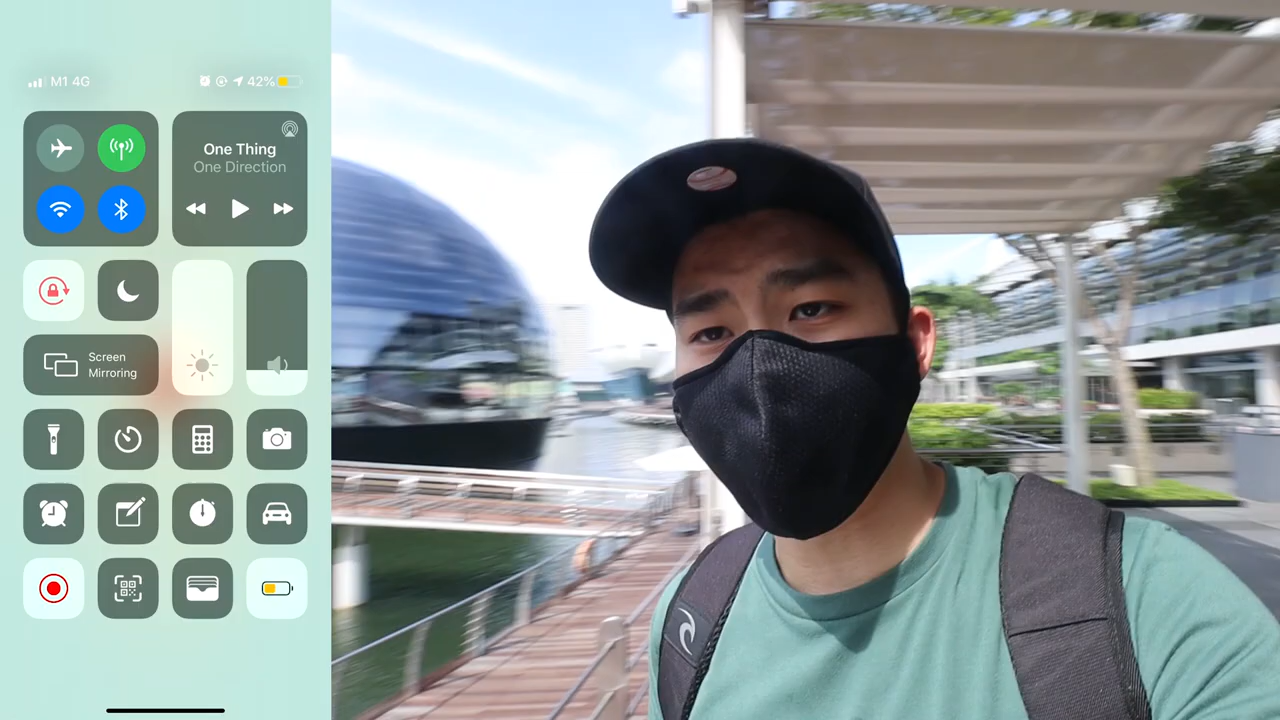 M1 4G
42%
One Thing
One Direction
Screen
Mirroring